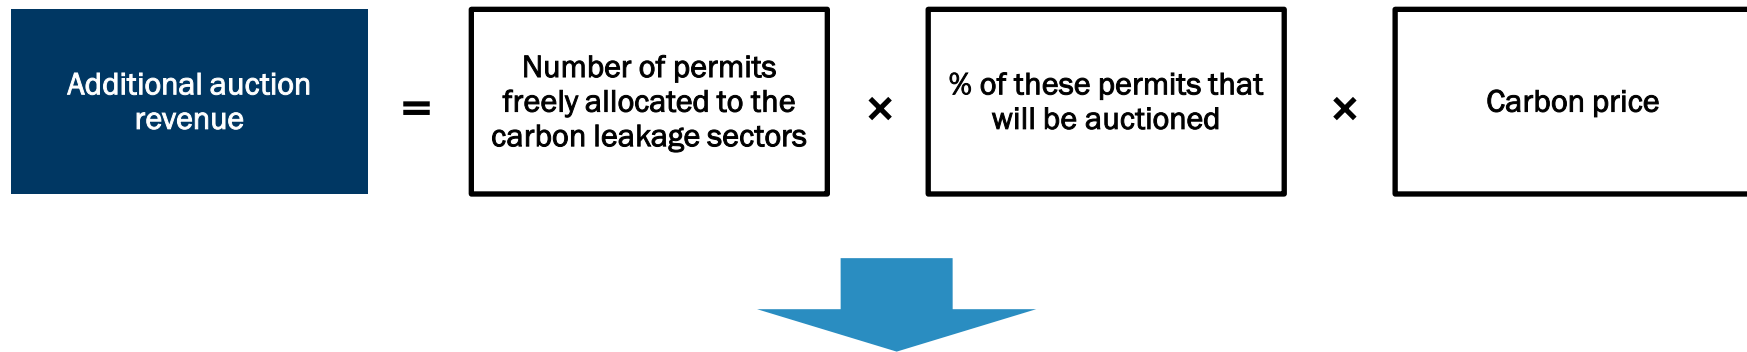 Additional auction
revenue
=
Number of permits
freely allocated to the
carbon leakage sectors
×
% of these permits that
will be auctioned
×
Carbon price